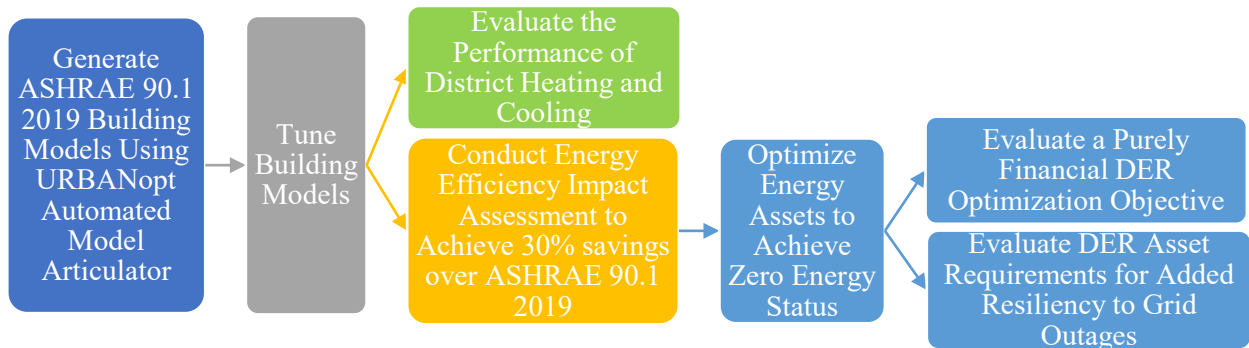 Generate
ASHRAE 90.1
2019 Building
Models Using
URBANopt
Automated
Model
Articulator
Tune
Building
Models
Evaluate the
Performance of
District Heating and
Cooling
Conduct Energy
Efficiency Impact
Assessment to
Achieve 30% savings
over ASHRAE 90.1
2019
Optimize
Energy
Assets to
Achieve
Zero Energy
Status
Evaluate a Purely
Financial DER
Optimization Objective
Evaluate DER Asset
Requirements for Added
Resiliency to Grid
Outages